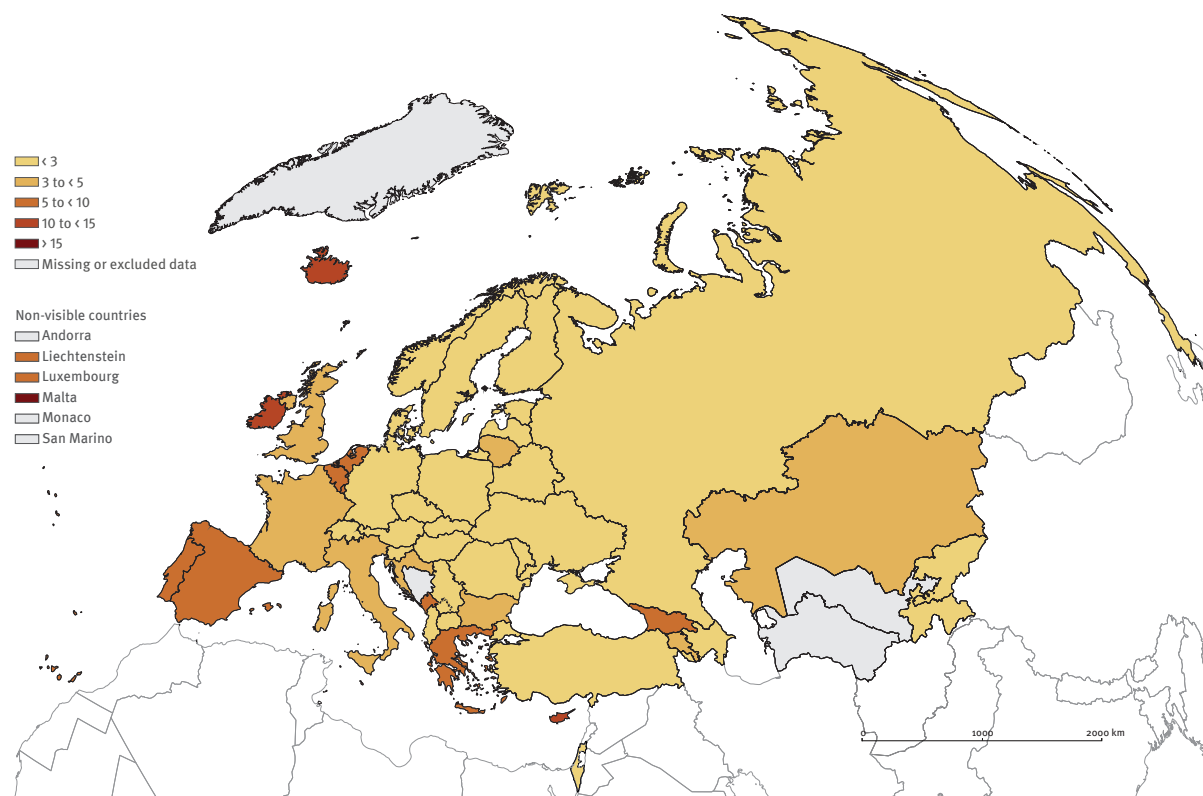 < 3
3 to < 5
5 to < 10
10 to < 15
> 15
Missing or excluded data
Non-visible countries
Andorra
Liechtenstein
Luxembourg
Malta
Monaco
San Marino
0 1000 2000 km